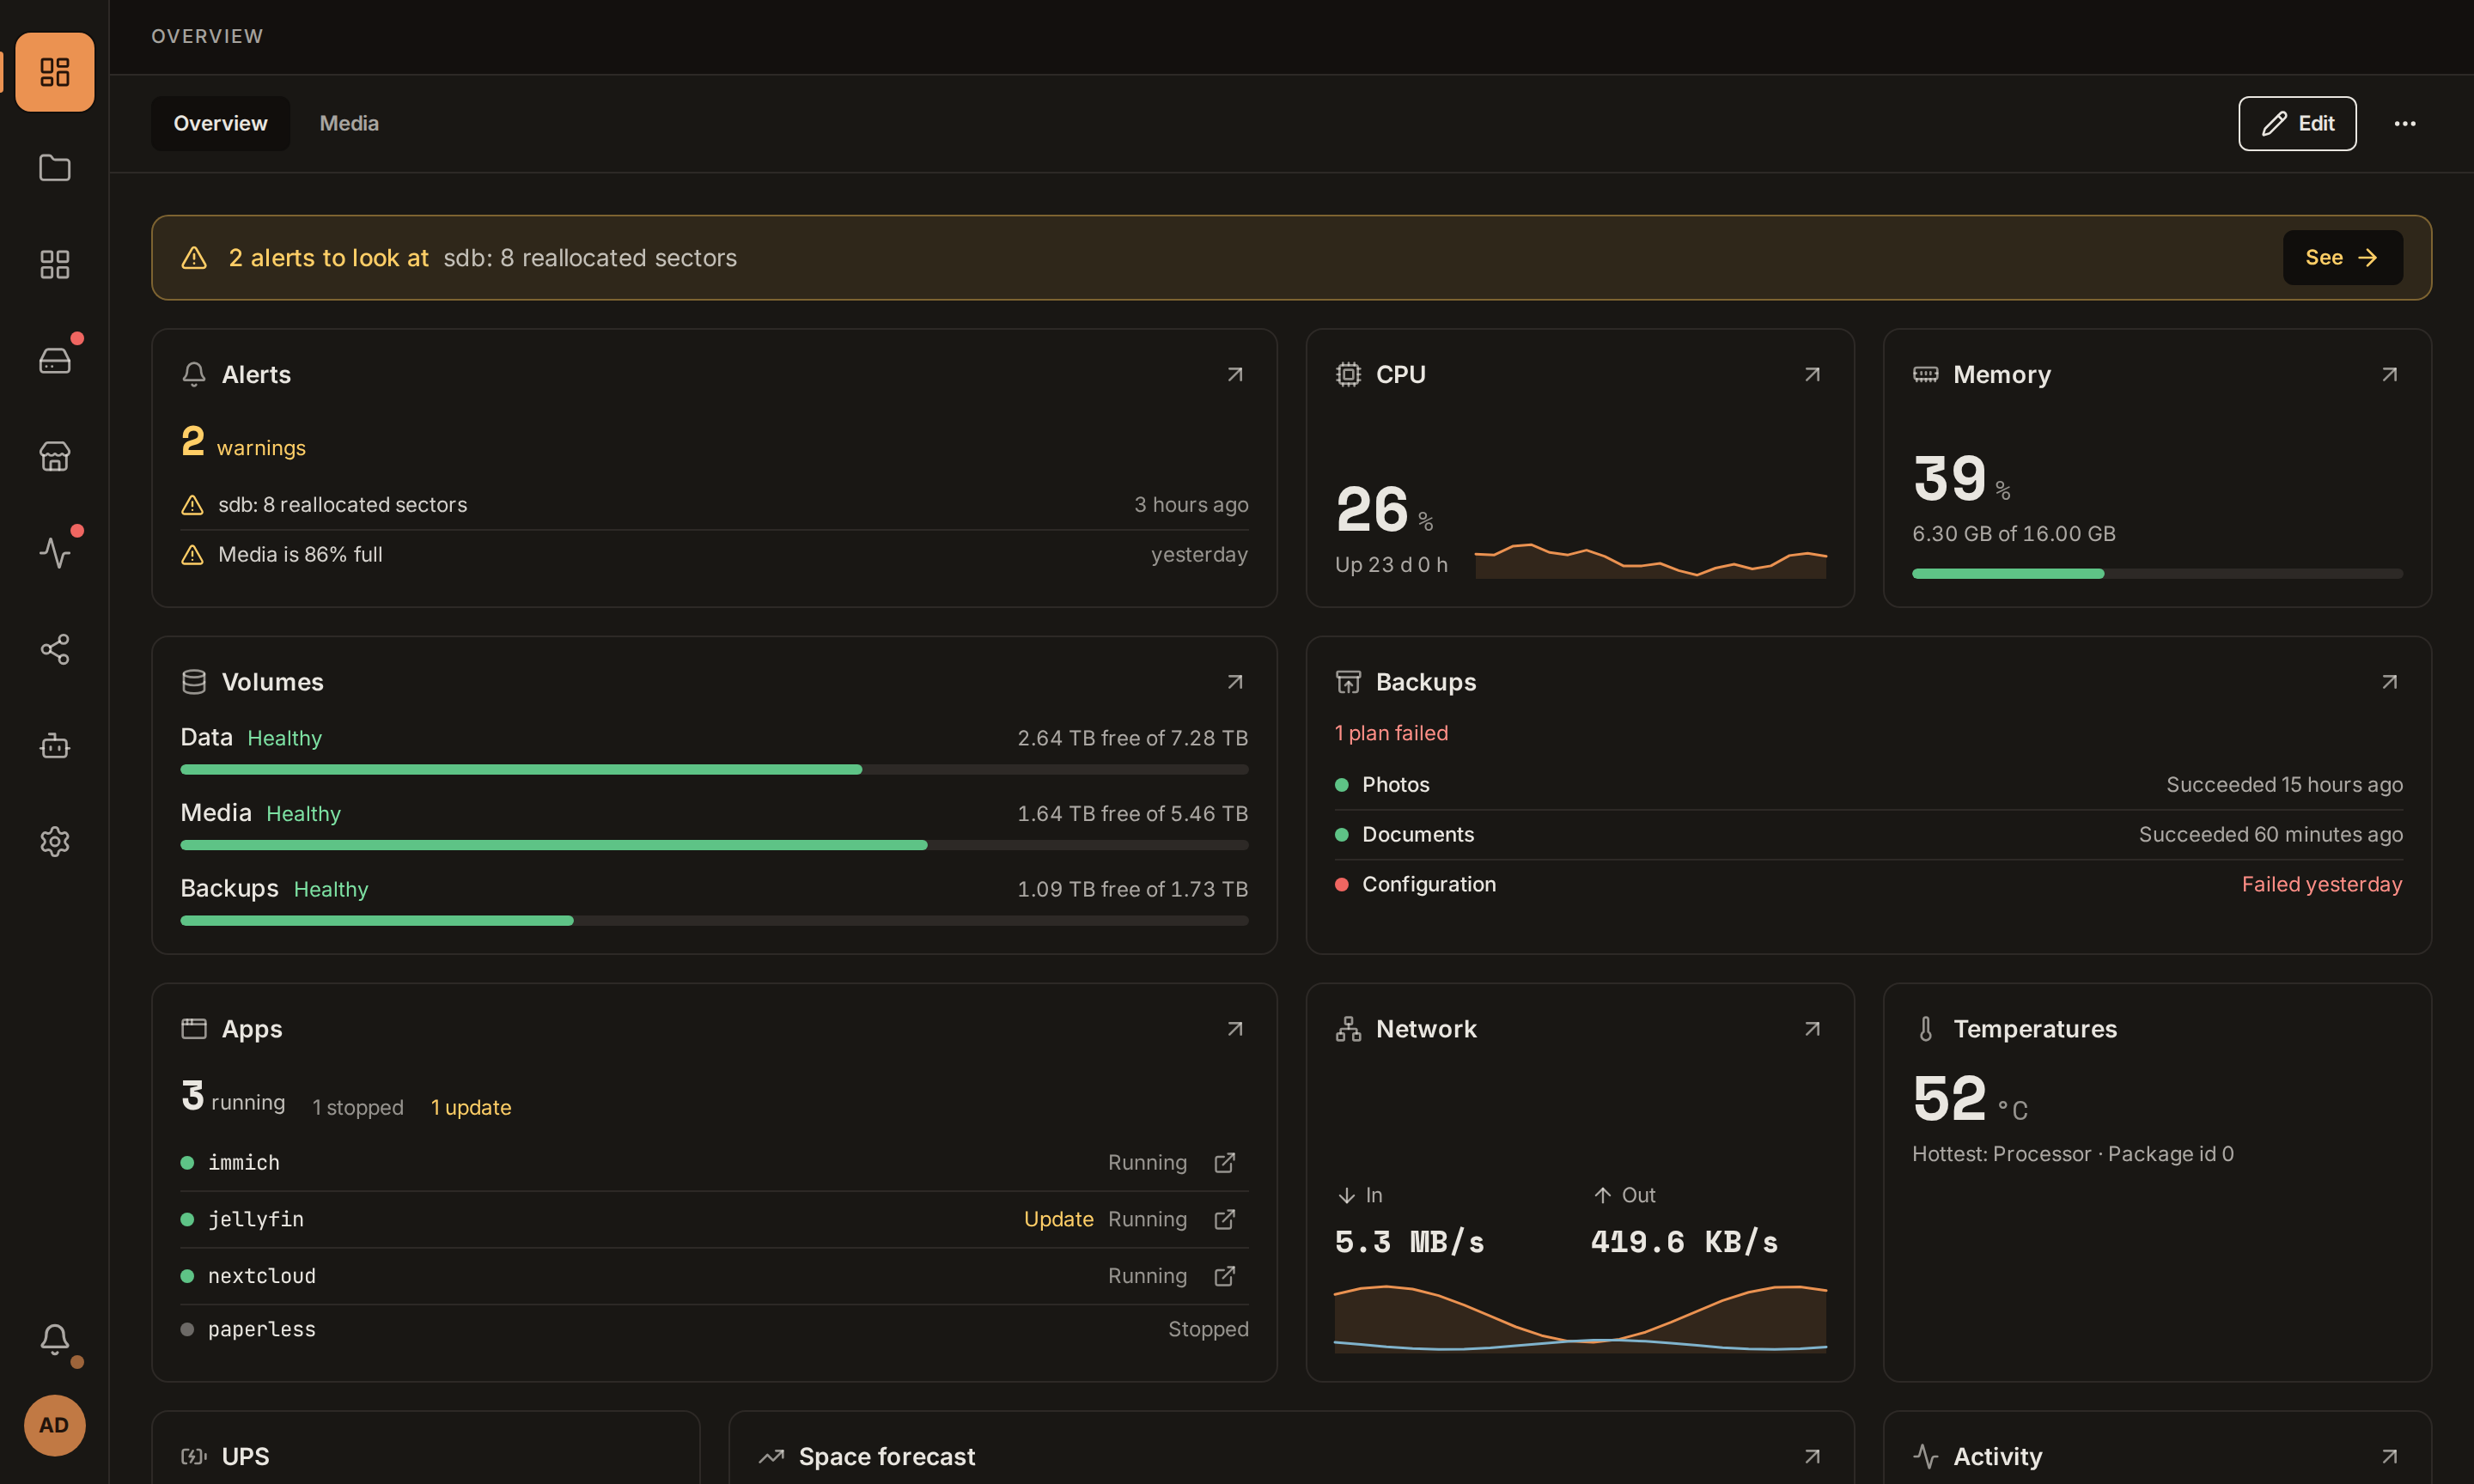 OVERVIEW
Overview Media Edit
2 alerts to look at sdb: 8 reallocated sectors See
Alerts
2 warnings
sdb: 8 reallocated sectors 3 hours ago
Media is 86% full yesterday
CPU
26 %
Up 23 d 0 h
Memory
39 %
6.30 GB of 16.00 GB
Volumes
Data Healthy 2.64 TB free of 7.28 TB
Media Healthy 1.64 TB free of 5.46 TB
Backups Healthy 1.09 TB free of 1.73 TB
Backups
1 plan failed
Photos Succeeded 15 hours ago
Documents Succeeded 60 minutes ago
Configuration Failed yesterday
Apps
3 running 1 stopped 1 update
immich Running
jellyfin Update Running
nextcloud Running
paperless Stopped
Network
In Out
5.3 MB/s 419.6 KB/s
Temperatures
52 °C
Hottest: Processor · Package id 0
AD
UPS
Space forecast
Activity